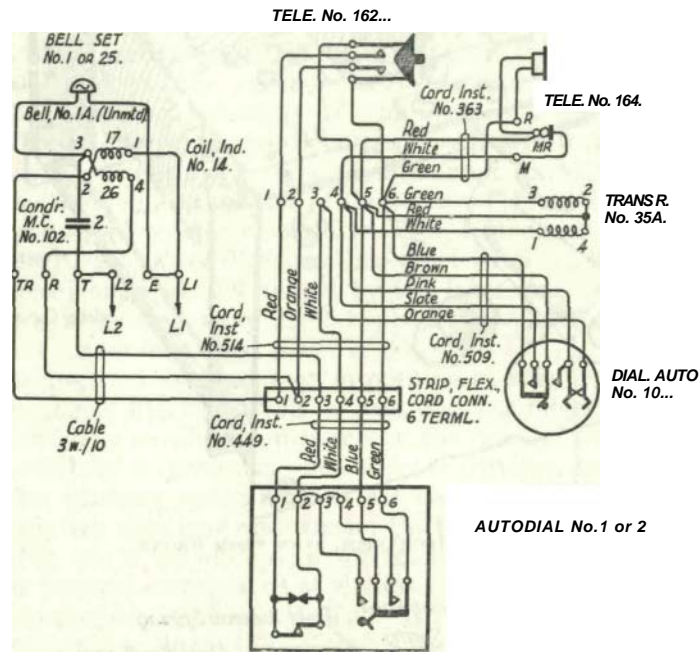 TELE. No. 162...
BELL SET
No.1 OR 25.
Bell, No.1A. (Unmtd)
3 17 1
Coil, Ind.
No. 14.
2 26 4
Condr.
M.C.
No.102.
2
TR R T L2 E L1
L2 L1
Cord, Inst.
No. 363
TELE. No. 164.
Red
White
Green
R
MR
M
1 2 3 4 5 6
Green
Red
White
3 2
1 4
TRANSR.
No. 35A.
Blue
Brown
Pink
Slate
Orange
Red
Orange
White
Cord,
Inst
No.514
Cord, Inst.
No.509.
DIAL. AUTO
No. 10...
1 2 3 4 5 6
STRIP, FLEX.,
CORD CONN.
6 TERML.
Cable
3w./10
Cord, Inst.
No. 449.
Red
White
Blue
Green
1 2 3 4 5 6
AUTODIAL No.1 or 2